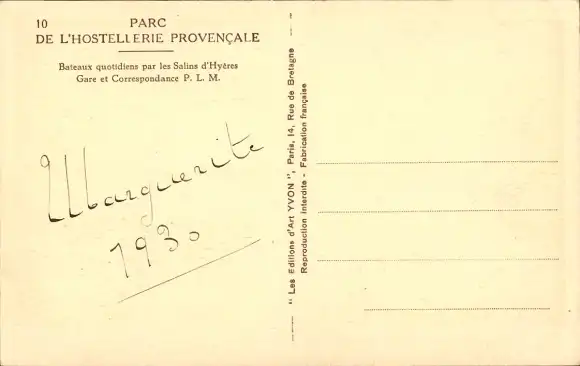 10
PARC
DE L'HOSTELLERIE PROVENÇALE
Bateaux quotidiens par les Salins d'Hyères
Gare et Correspondance P. L. M.
Marguerite
1930
" Les Éditions d'Art YVON ", Paris, 14, Rue de Bretagne
Reproduction interdite - Fabrication française